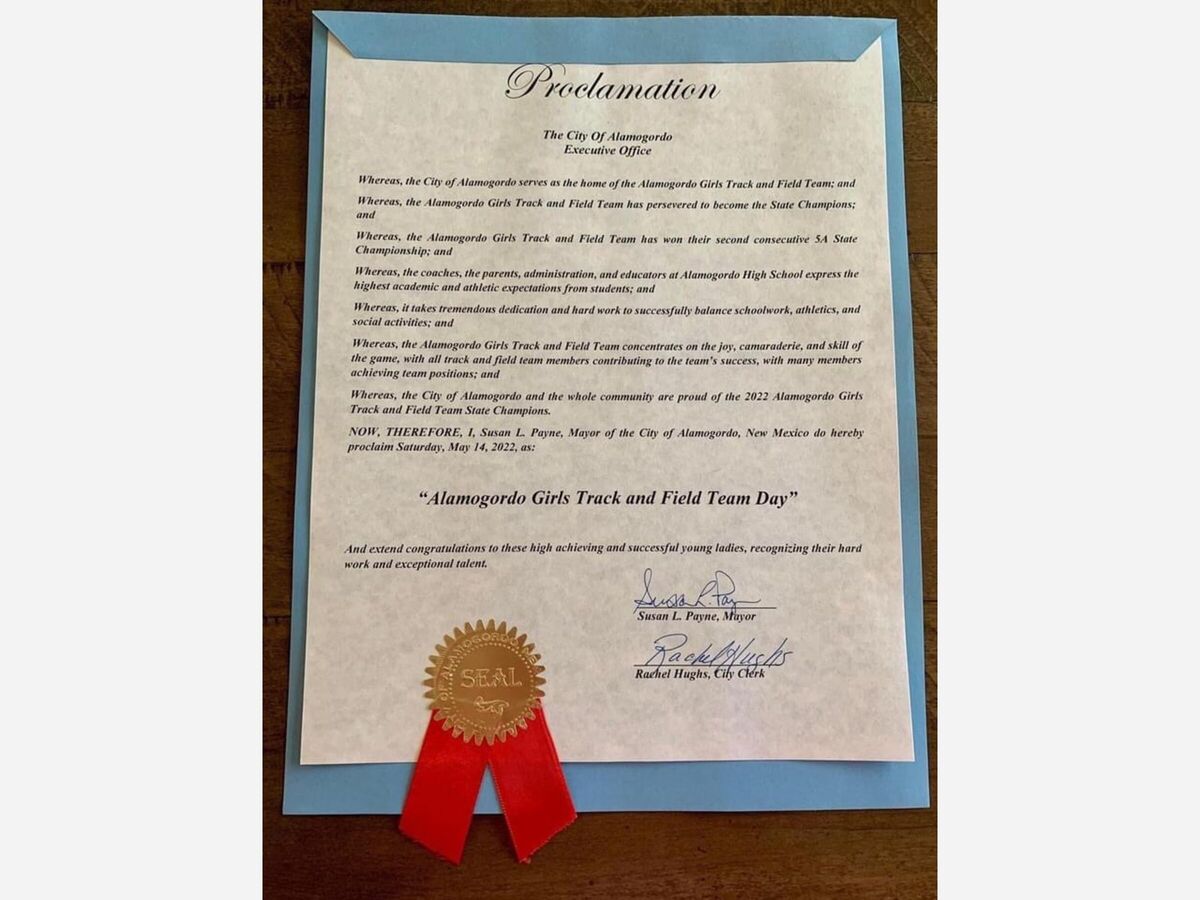 Proclamation
The City Of Alamogordo
Executive Office
Whereas, the City of Alamogordo serves as the home of the Alamogordo Girls Track and Field Team; and
Whereas, the Alamogordo Girls Track and Field Team has persevered to become the State Champions;
and
Whereas, the Alamogordo Girls Track and Field Team has won their second consecutive 5A State
Championship; and
Whereas, the coaches, the parents, administration, and educators at Alamogordo High School express the
highest academic and athletic expectations from students; and
Whereas, it takes tremendous dedication and hard work to successfully balance schoolwork, athletics, and
social activities; and
Whereas, the Alamogordo Girls Track and Field Team concentrates on the joy, camaraderie, and skill of
the game, with all track and field team members contributing to the team's success, with many members
achieving team positions; and
Whereas, the City of Alamogordo and the whole community are proud of the 2022 Alamogordo Girls
Track and Field Team State Champions.
NOW, THEREFORE, I, Susan L. Payne, Mayor of the City of Alamogordo, New Mexico do hereby
proclaim Saturday, May 14, 2022, as:
“Alamogordo Girls Track and Field Team Day”
And extend congratulations to these high achieving and successful young ladies, recognizing their hard
work and exceptional talent.
Susan L. Payne, Mayor
Rachel Hughs
Rachel Hughs, City Clerk
OF ALAMOGORDO
SEAL